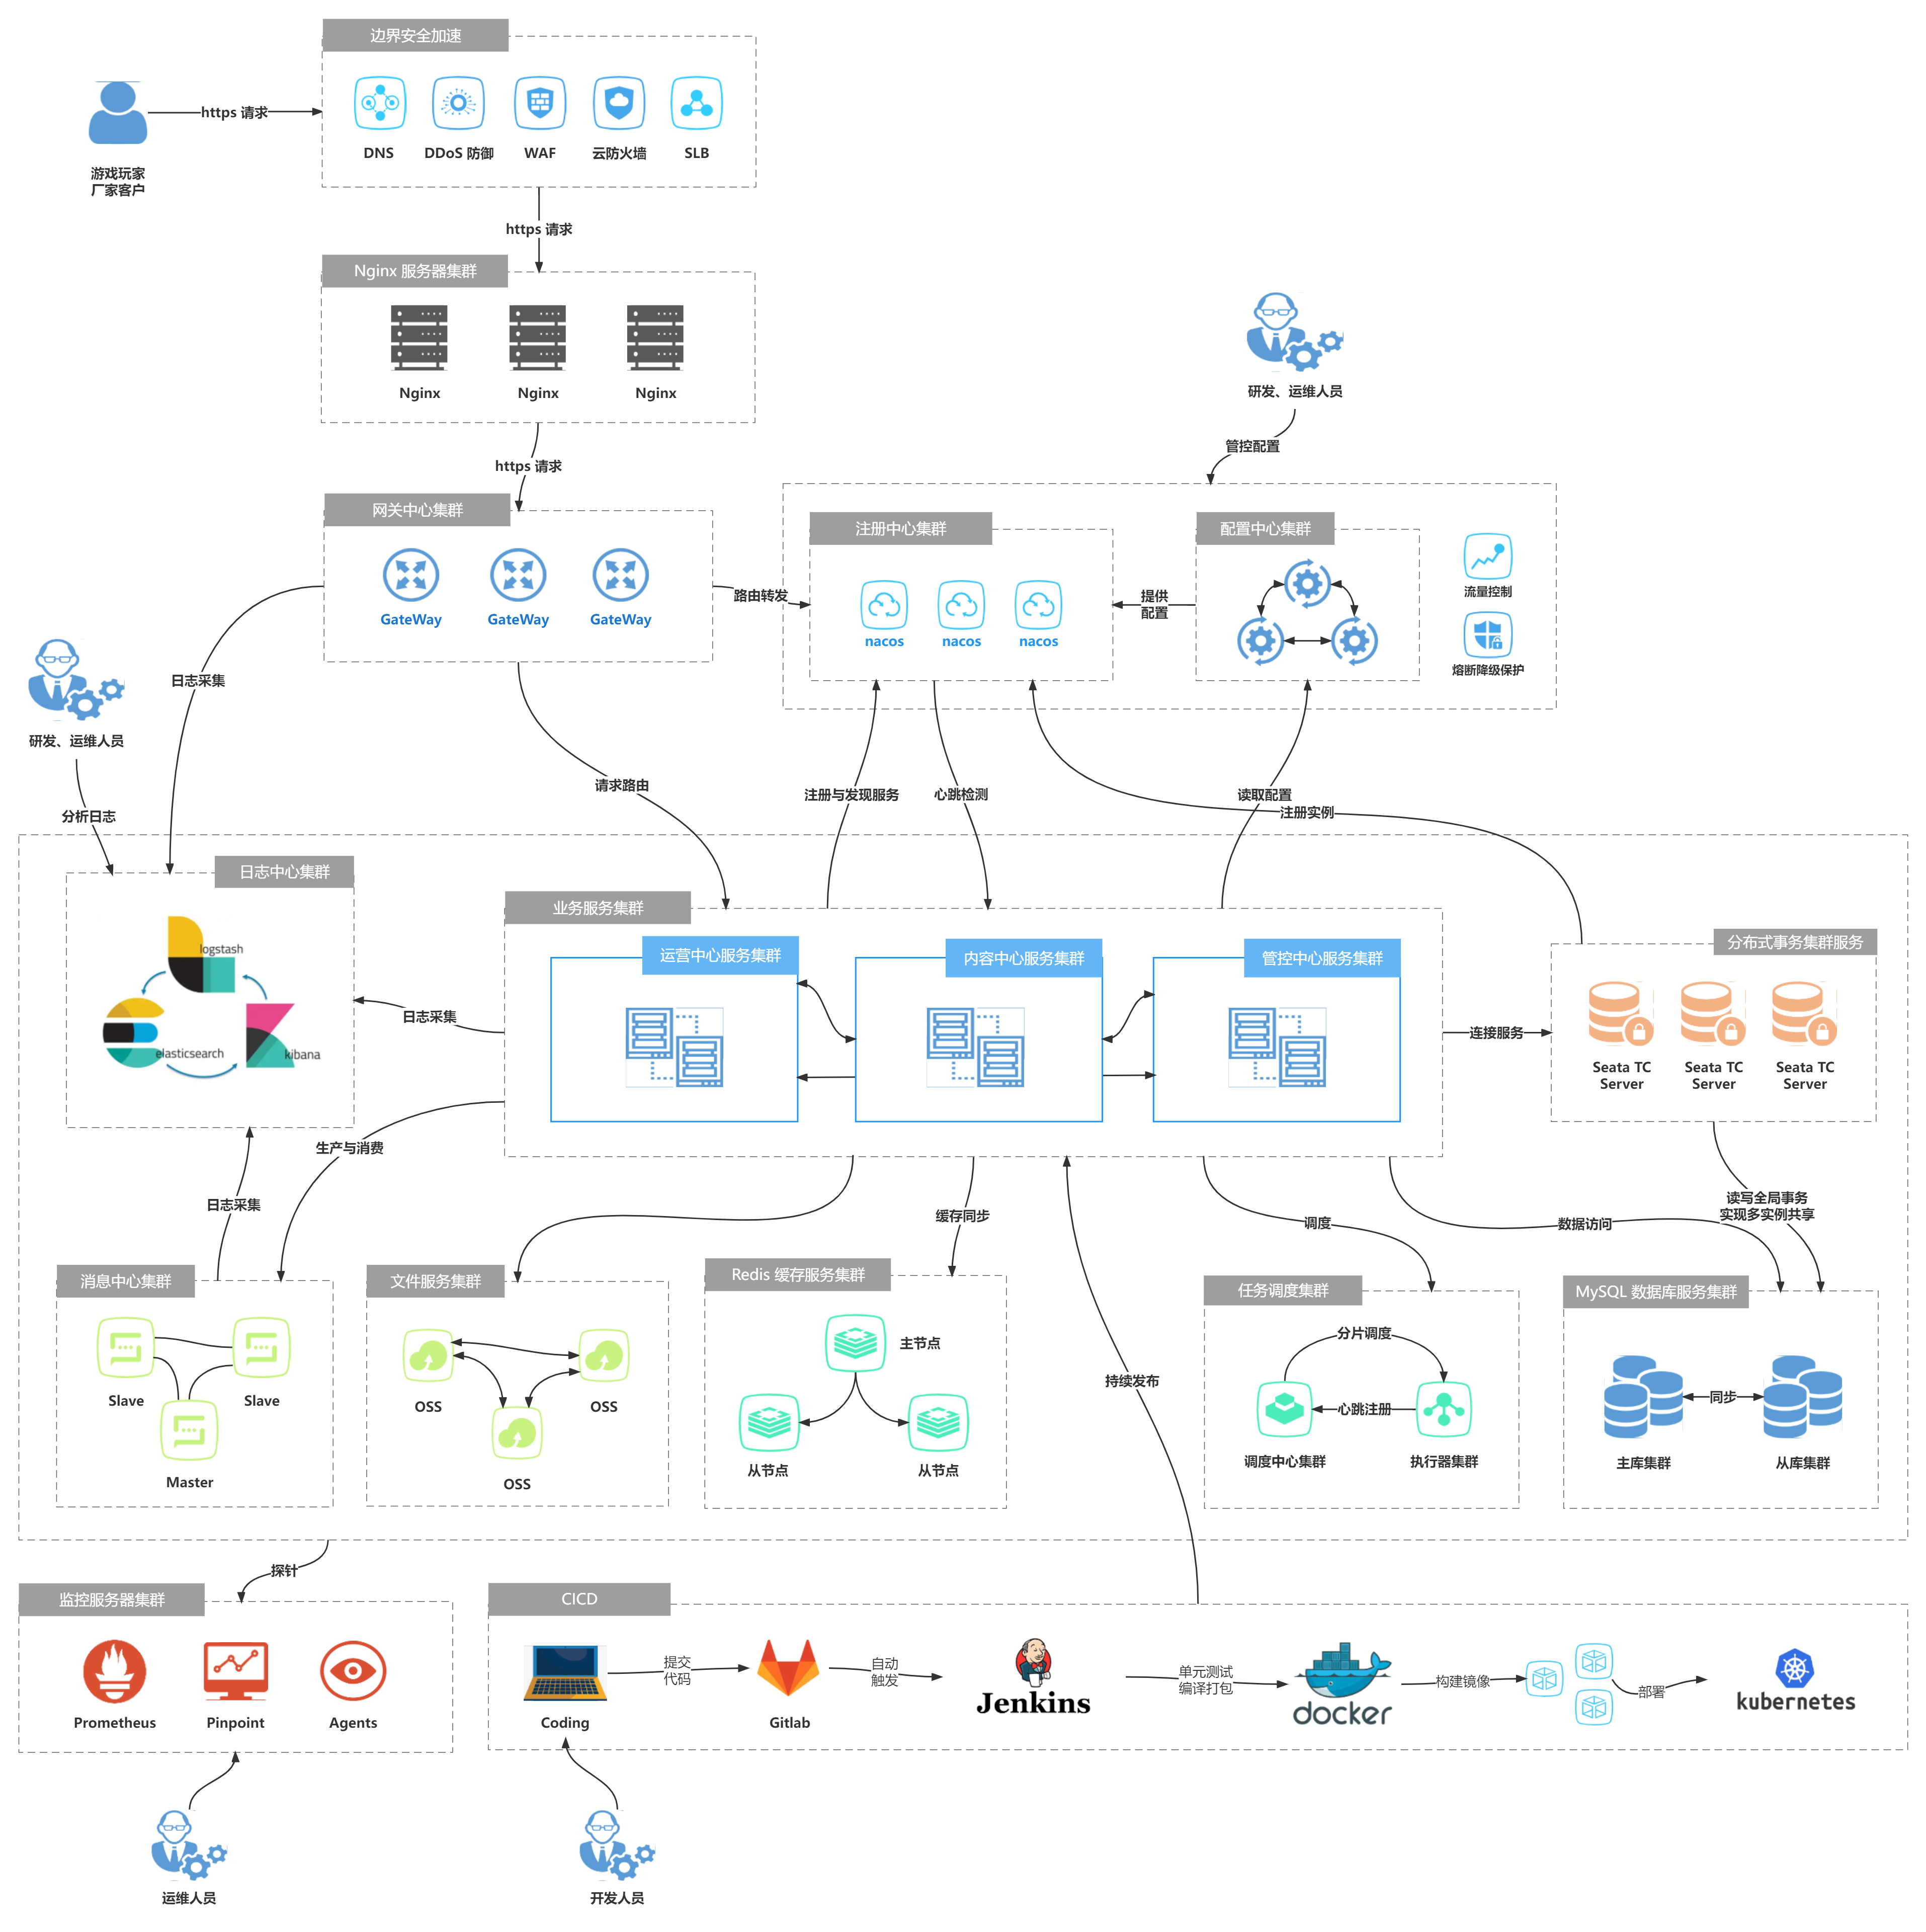 边界安全加速
DNS
DDoS 防御
WAF
云防火墙
SLB
https 请求
游戏玩家
厂家客户
https 请求
Nginx 服务器集群
Nginx
Nginx
Nginx
研发、运维人员
https 请求
管控配置
网关中心集群
GateWay
GateWay
GateWay
路由转发
注册中心集群
nacos
nacos
nacos
提供
配置
配置中心集群
流量控制
熔断降级保护
日志采集
研发、运维人员
分析日志
请求路由
注册与发现服务
心跳检测
读取配置
注册实例
日志中心集群
logstash
elasticsearch
kibana
日志采集
业务服务集群
运营中心服务集群
内容中心服务集群
管控中心服务集群
连接服务
分布式事务集群服务
Seata TC
Server
Seata TC
Server
Seata TC
Server
生产与消费
日志采集
缓存同步
调度
数据访问
读写全局事务
实现多实例共享
消息中心集群
Slave
Slave
Master
文件服务集群
OSS
OSS
OSS
Redis 缓存服务集群
主节点
从节点
从节点
持续发布
任务调度集群
分片调度
心跳注册
调度中心集群
执行器集群
MySQL 数据库服务集群
同步
主库集群
从库集群
探针
监控服务器集群
Prometheus
Pinpoint
Agents
CICD
Coding
提交
代码
Gitlab
自动
触发
Jenkins
单元测试
编译打包
docker
构建镜像
部署
kubernetes
运维人员
开发人员